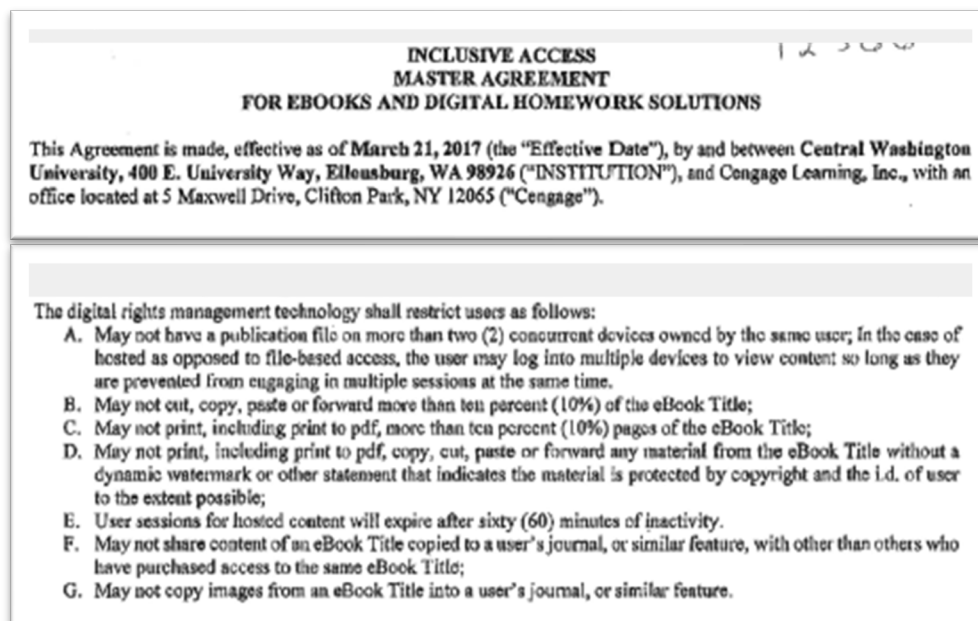 INCLUSIVE ACCESS
MASTER AGREEMENT
FOR EBOOKS AND DIGITAL HOMEWORK SOLUTIONS
This Agreement is made, effective as of March 21, 2017 (the “Effective Date”), by and between Central Washington
University, 400 E. University Way, Ellensburg, WA 98926 ("INSTITUTION"), and Cengage Learning, Inc., with an
office located at 5 Maxwell Drive, Clifton Park, NY 12065 (“Cengage”).
The digital rights management technology shall restrict users as follows:
A. May not have a publication file on more than two (2) concurrent devices owned by the same user; In the case of
hosted as opposed to file-based access, the user may log into multiple devices to view content so long as they
are prevented from engaging in multiple sessions at the same time.
B. May not cut, copy, paste or forward more than ten percent (10%) of the eBook Title;
C. May not print, including print to pdf, more than ten percent (10%) pages of the eBook Title;
D. May not print, including print to pdf, copy, cut, paste or forward any material from the eBook Title without a
dynamic watermark or other statement that indicates the material is protected by copyright and the i.d. of user
to the extent possible;
E. User sessions for hosted content will expire after sixty (60) minutes of inactivity.
F. May not share content of an eBook Title copied to a user’s journal, or similar feature, with other than others who
have purchased access to the same eBook Title;
G. May not copy images from an eBook Title into a user’s journal, or similar feature.